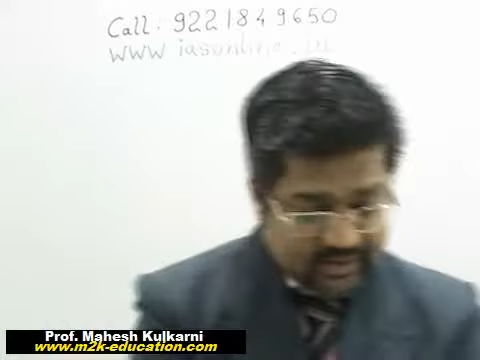 Call : 9221849650
www iasonline.in
Prof. Mahesh Kulkarni
www.m2k-education.com